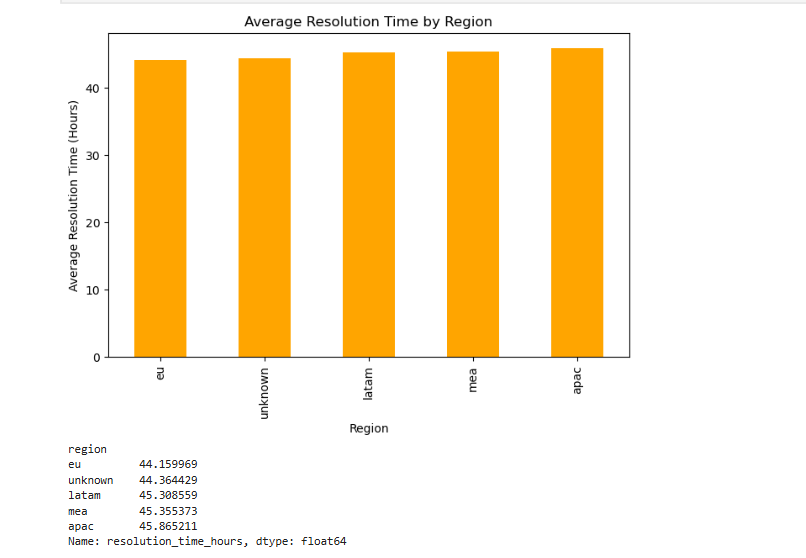 Average Resolution Time by Region
Average Resolution Time (Hours)
40
30
20
10
0
eu
unknown
latam
mea
apac
Region
region
eu 44.159969
unknown 44.364429
latam 45.308559
mea 45.355373
apac 45.865211
Name: resolution_time_hours, dtype: float64